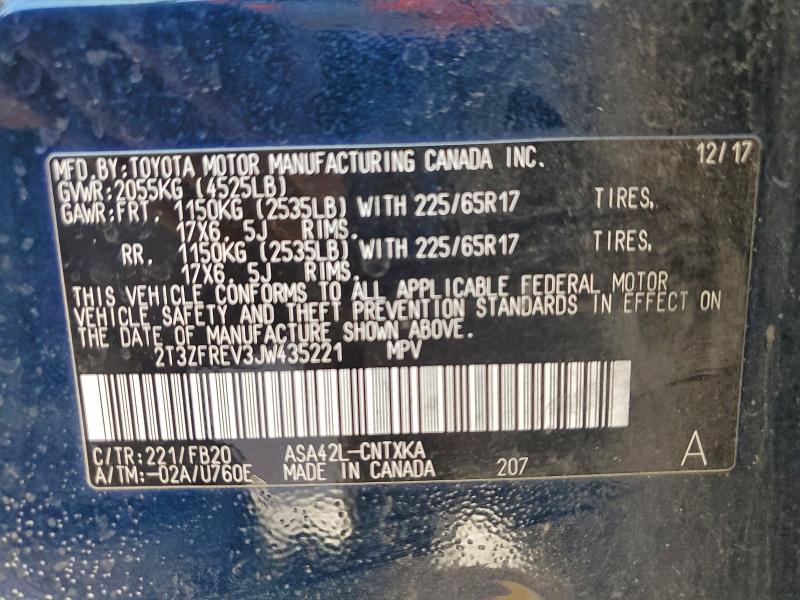 MFD.BY:TOYOTA MOTOR MANUFACTURING CANADA INC. 12/17
GVWR:2055KG (4525LB)
GAWR:FRT. 1150KG (2535LB) WITH 225/65R17 TIRES,
17X6.5J RIMS.
RR. 1150KG (2535LB) WITH 225/65R17 TIRES,
17X6.5J RIMS.
THIS VEHICLE CONFORMS TO ALL APPLICABLE FEDERAL MOTOR
VEHICLE SAFETY AND THEFT PREVENTION STANDARDS IN EFFECT ON
THE DATE OF MANUFACTURE SHOWN ABOVE.
2T3ZFREV3JW435221 MPV
C/TR:221/FB20 ASA42L-CNTXKA
A/TM:-02A/U760E MADE IN CANADA 207 A